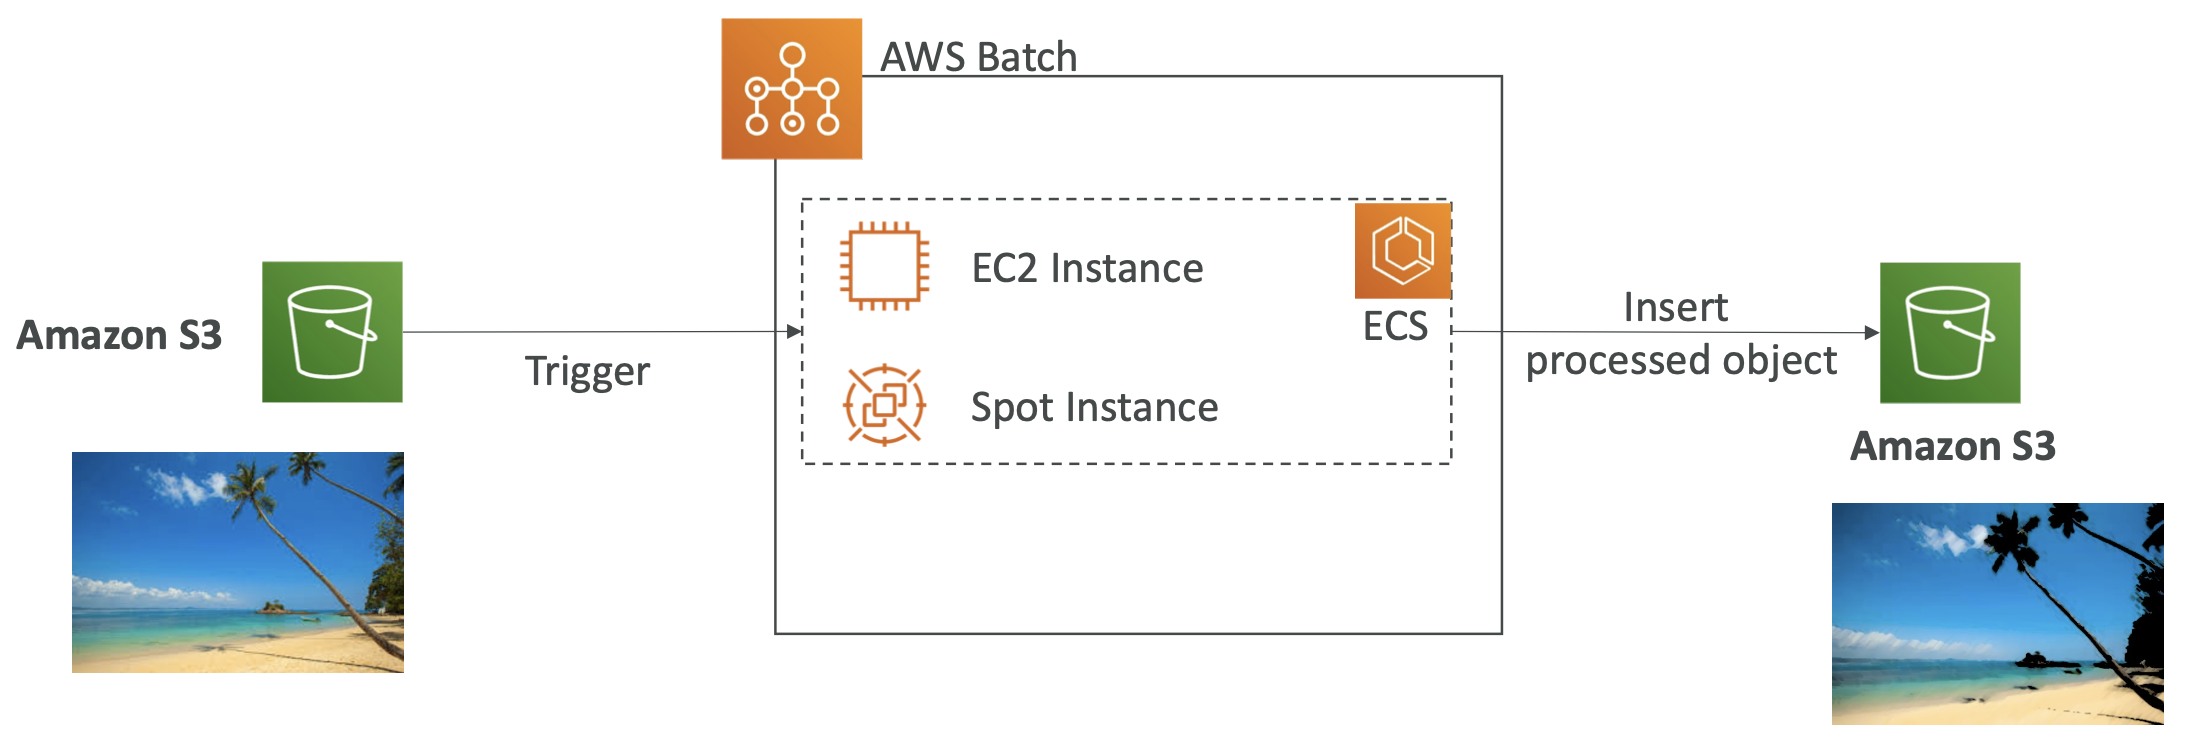 AWS Batch
EC2 Instance
ECS
Spot Instance
Amazon S3
Trigger
Insert
processed object
Amazon S3